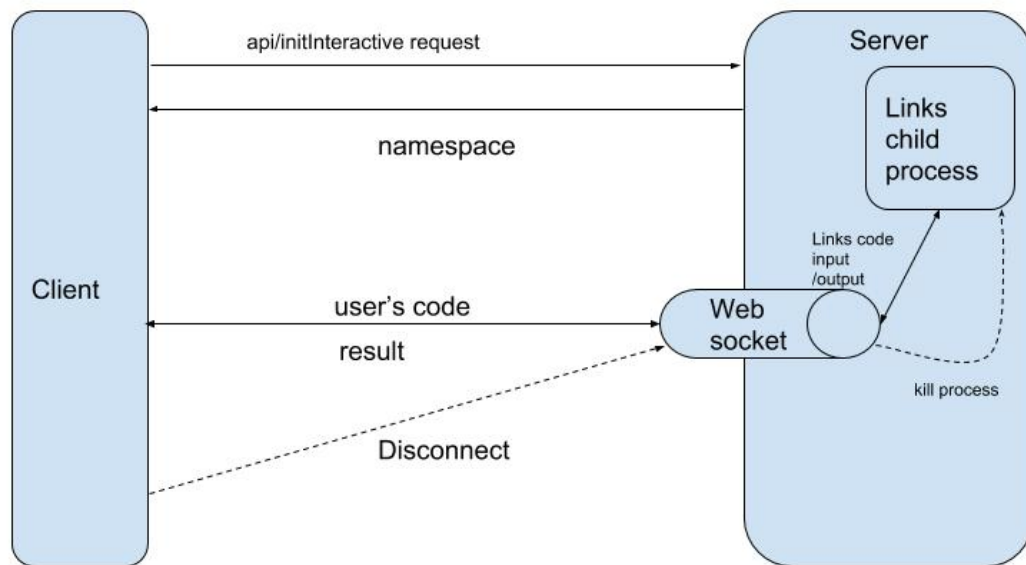 api/initInteractive request
Server
Links
child
process
namespace
Links code
input
/output
Client
user's code
Web
socket
result
kill process
Disconnect